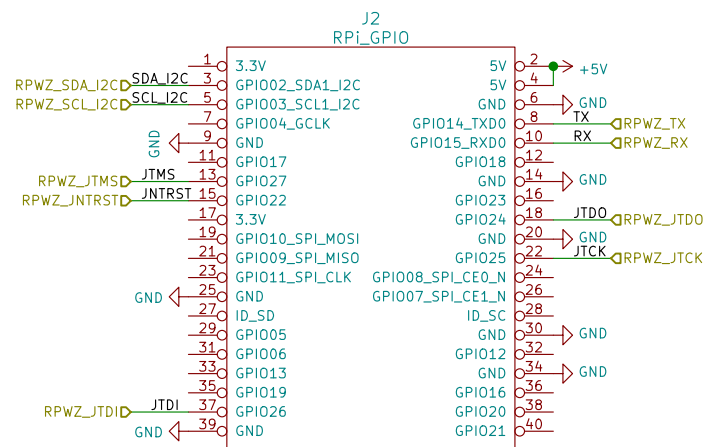 J2
RPi_GPIO
1 3.3V 5V 2 +5V
RPWZ_SDA_I2C SDA_I2C 3 GPIO02_SDA1_I2C 5V 4
RPWZ_SCL_I2C SCL_I2C 5 GPIO03_SCL1_I2C GND 6 GND
7 GPIO04_GCLK GPIO14_TXD0 8 TX RPWZ_TX
GND 9 GND GPIO15_RXD0 10 RX RPWZ_RX
11 GPIO17 GPIO18 12
RPWZ_JTMS JTMS 13 GPIO27 GND 14 GND
RPWZ_JNTRST JNTRST 15 GPIO22 GPIO23 16
17 3.3V GPIO24 18 JTDO RPWZ_JTDO
19 GPIO10_SPI_MOSI GND 20 GND
21 GPIO09_SPI_MISO GPIO25 22 JTCK RPWZ_JTCK
23 GPIO11_SPI_CLK GPIO08_SPI_CE0_N 24
GND 25 GND GPIO07_SPI_CE1_N 26
27 ID_SD ID_SC 28
29 GPIO05 GND 30 GND
31 GPIO06 GPIO12 32
33 GPIO13 GND 34 GND
35 GPIO19 GPIO16 36
RPWZ_JTDI JTDI 37 GPIO26 GPIO20 38
GND 39 GND GPIO21 40